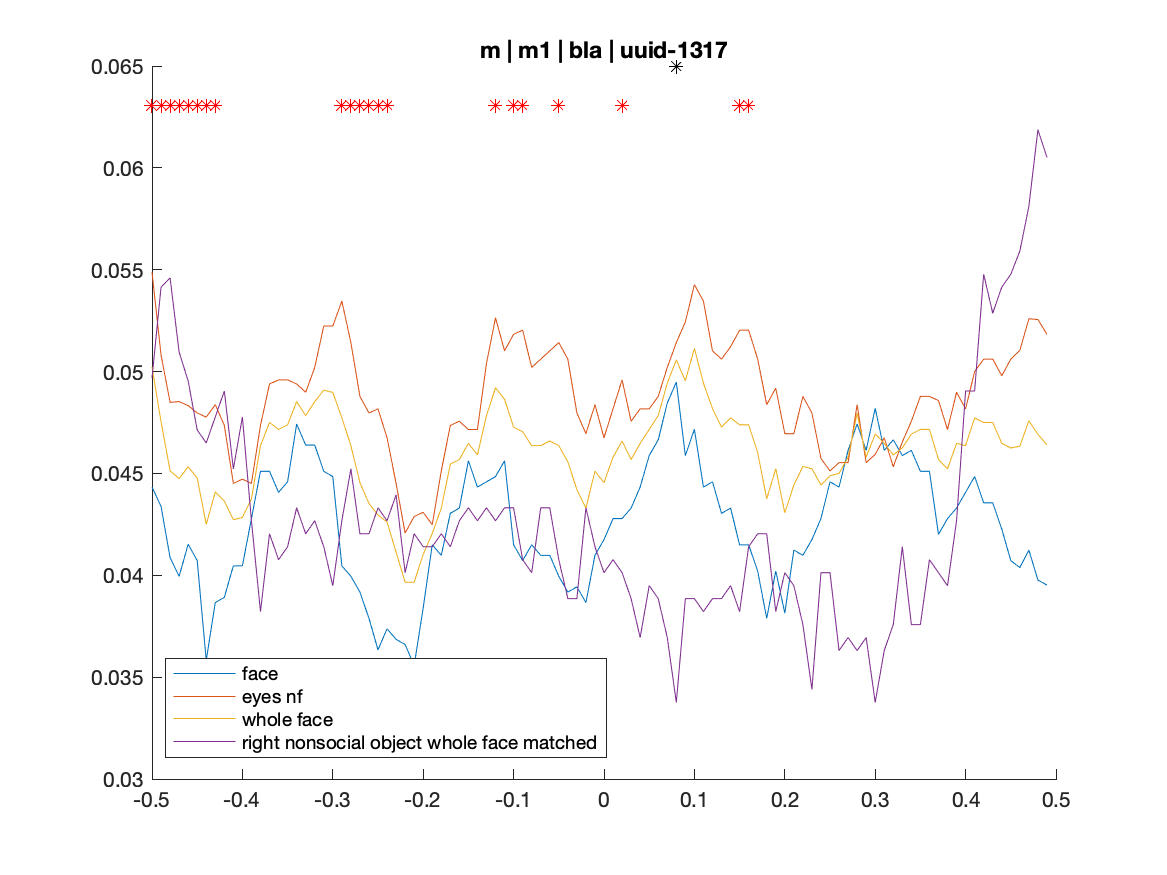 m | m1 | bla | uuid-1317
0.065
0.06
0.055
0.05
0.045
0.04
0.035
0.03
face
eyes nf
whole face
right nonsocial object whole face matched
-0.5 -0.4 -0.3 -0.2 -0.1 0 0.1 0.2 0.3 0.4 0.5